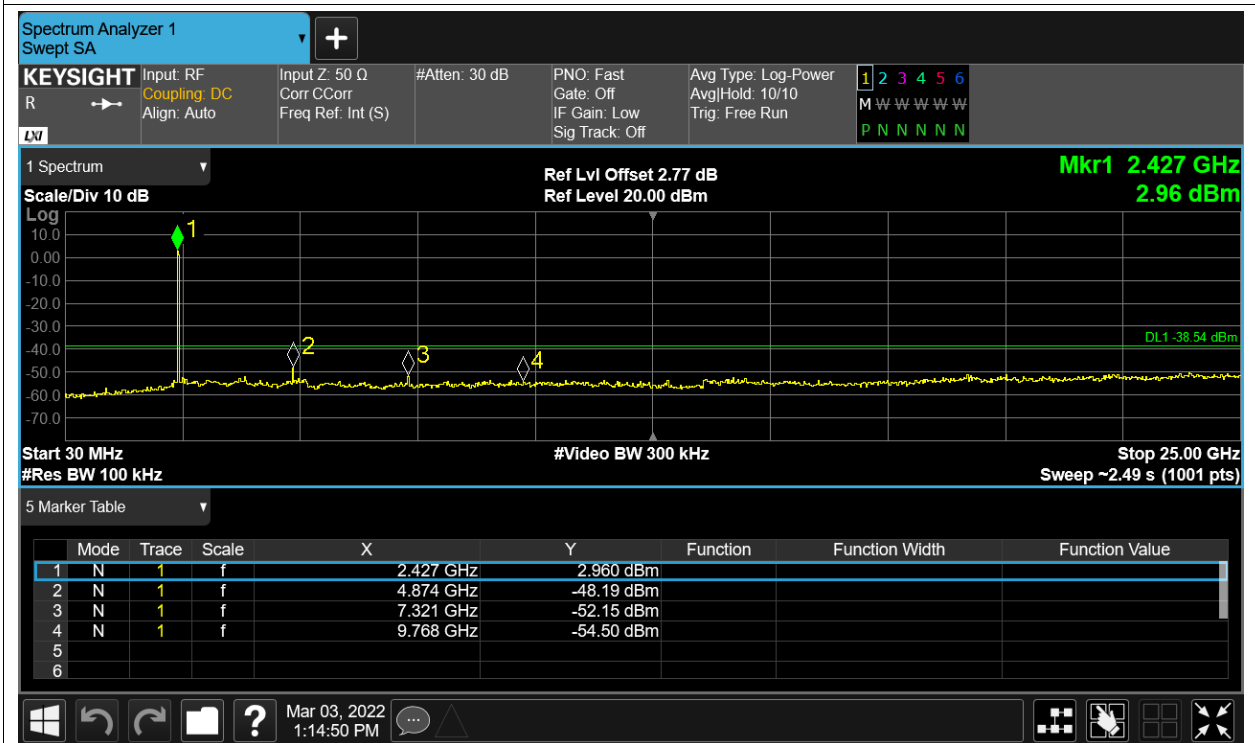 Spectrum Analyzer 1
Swept SA
KEYSIGHT
R
LXI
Input: RF
Coupling: DC
Align: Auto
Input Z: 50 Ω
Corr CCorr
Freq Ref: Int (S)
#Atten: 30 dB
PNO: Fast
Gate: Off
IF Gain: Low
Sig Track: Off
Avg Type: Log-Power
Avg|Hold: 10/10
Trig: Free Run
1 2 3 4 5 6
M W W W W W
P N N N N N
1 Spectrum
Scale/Div 10 dB
Ref Lvl Offset 2.77 dB
Ref Level 20.00 dBm
Mkr1 2.427 GHz
2.96 dBm
Log
10.0
0.00
-10.0
-20.0
-30.0
-40.0
-50.0
-60.0
-70.0
1
2
3
4
DL1 -38.54 dBm
Start 30 MHz
#Res BW 100 kHz
#Video BW 300 kHz
Stop 25.00 GHz
Sweep ~2.49 s (1001 pts)
5 Marker Table
Mode Trace Scale X Y Function Function Width Function Value
1 N 1 f 2.427 GHz 2.960 dBm
2 N 1 f 4.874 GHz -48.19 dBm
3 N 1 f 7.321 GHz -52.15 dBm
4 N 1 f 9.768 GHz -54.50 dBm
5
6
?
Mar 03, 2022
1:14:50 PM